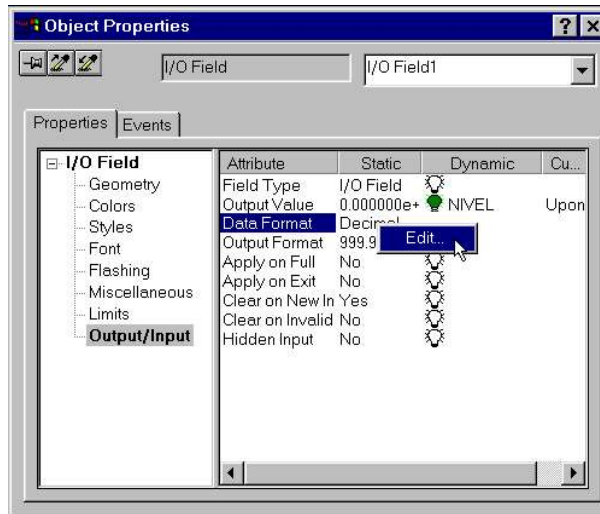 Object Properties
I/O Field
I/O Field1
Properties
Events
I/O Field
Geometry
Colors
Styles
Font
Flashing
Miscellaneous
Limits
Output/Input
Attribute Static Dynamic Cu...
Field Type I/O Field
Output Value 0.000000e+ NIVEL Upon
Data Format Decimal
Output Format 999.9
Edit...
Apply on Full No
Apply on Exit No
Clear on New In Yes
Clear on Invalid No
Hidden Input No